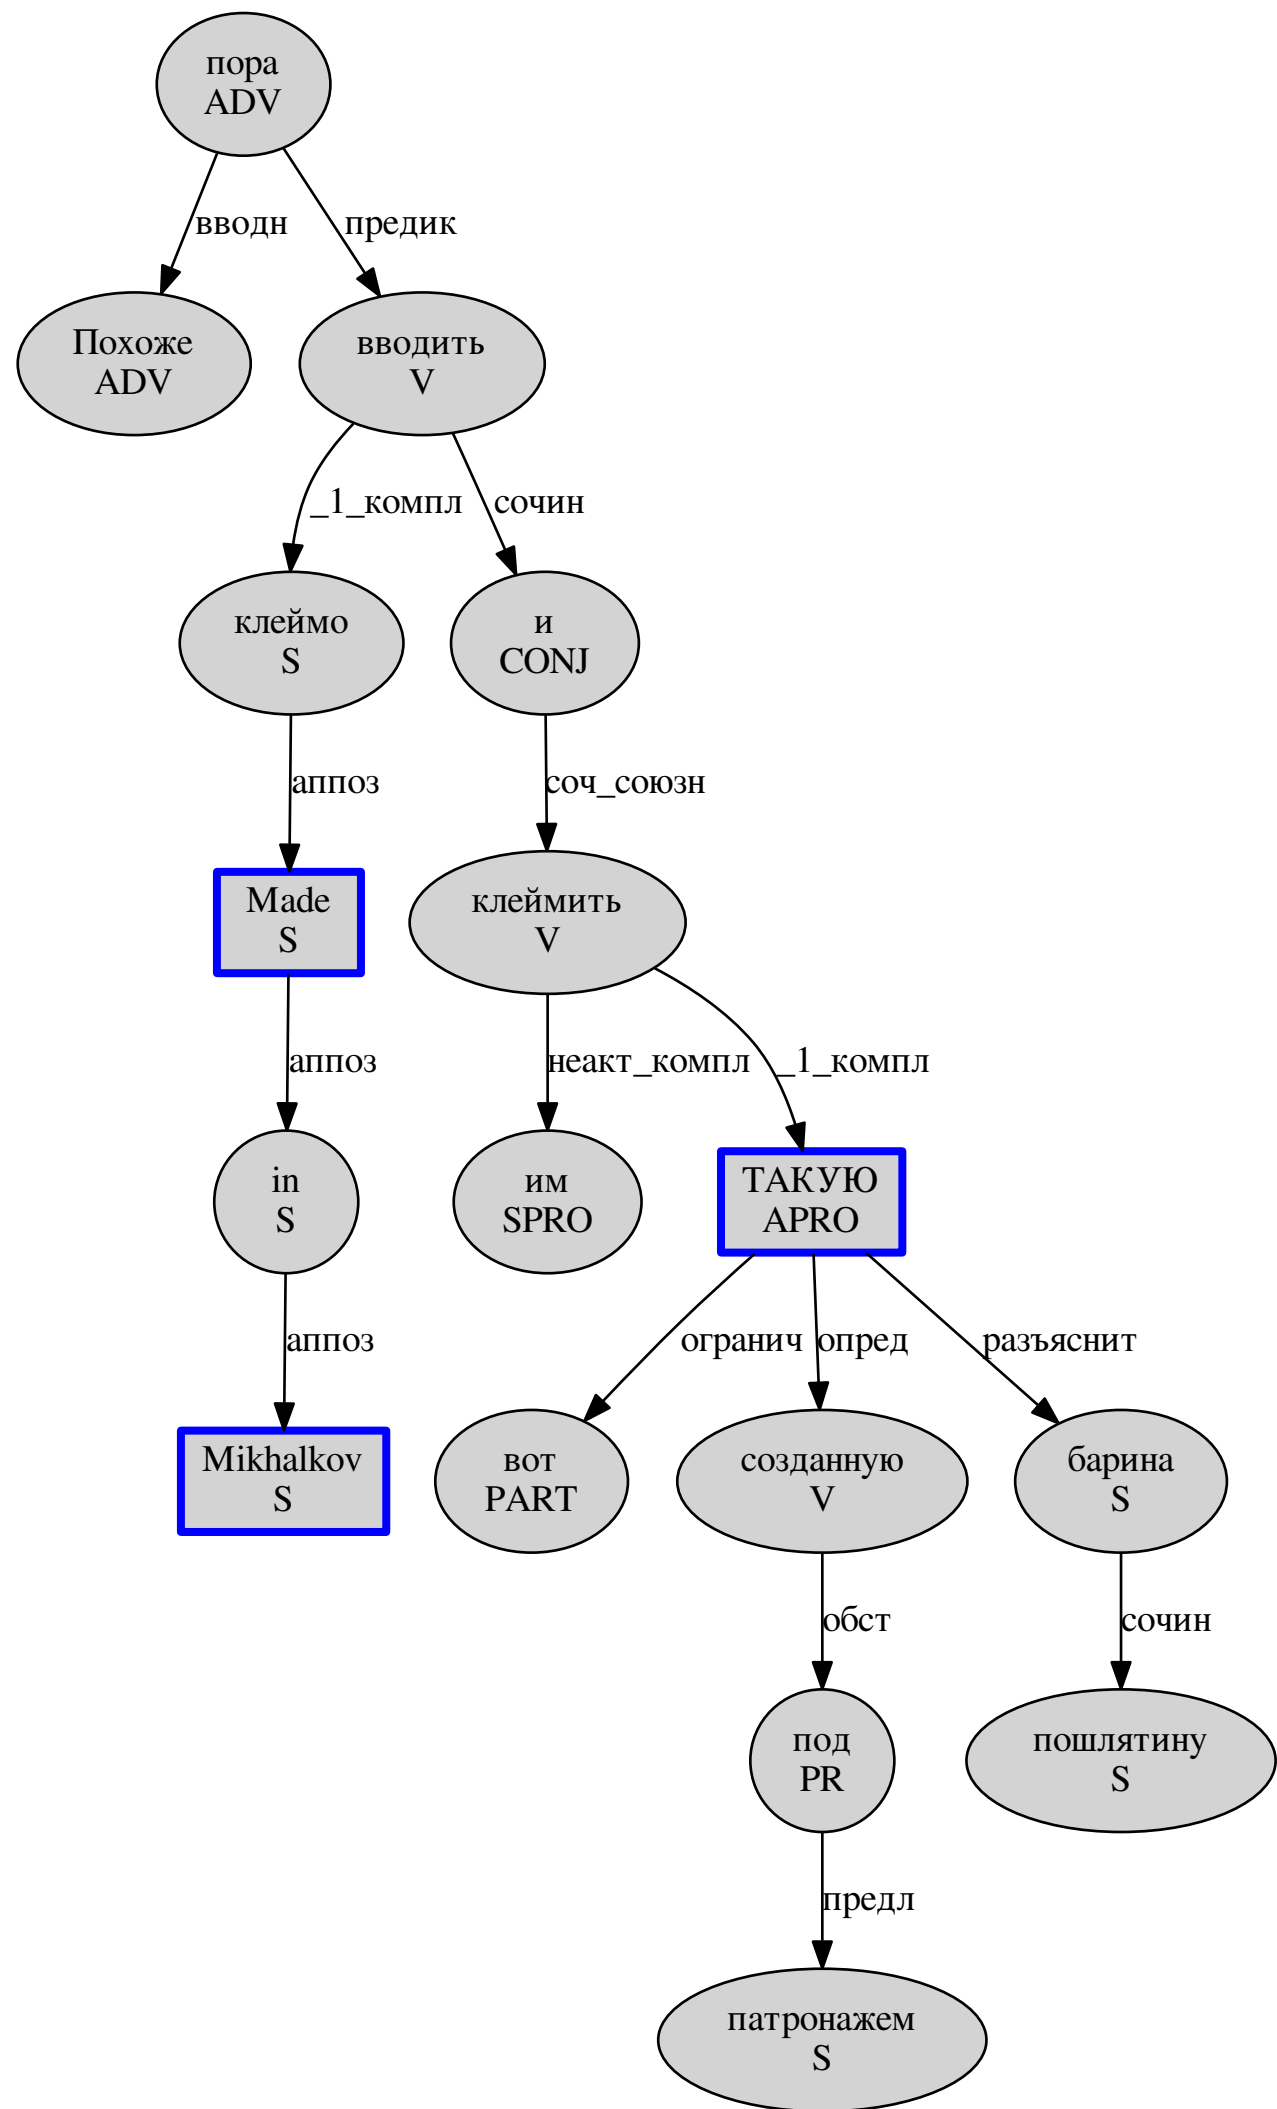 пора
ADV
вводн
предик
Похоже
ADV
вводить
V
_1_компл
сочин
клеймо
S
и
CONJ
аппоз
соч_союзн
Made
S
клеймить
V
аппоз
неакт_компл
_1_компл
in
S
им
SPRO
ТАКУЮ
APRO
аппоз
огранич
опред
разъяснит
Mikhalkov
S
вот
PART
созданную
V
барина
S
обст
сочин
под
PR
пошлятину
S
предл
патронажем
S